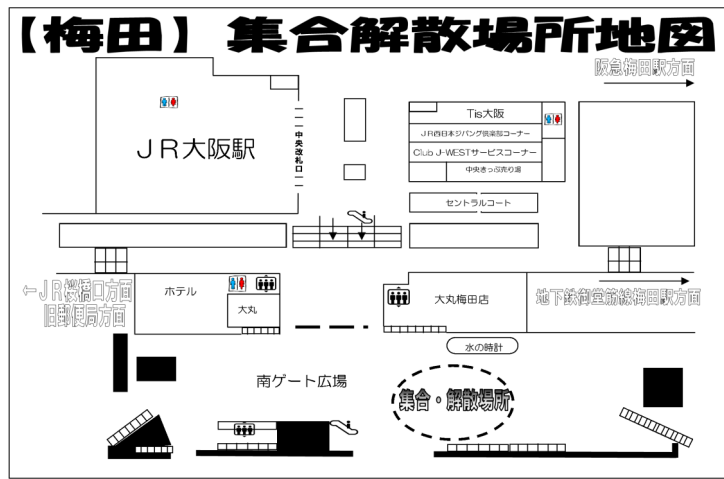 【梅田】 集合解散場所地図
阪急梅田駅方面
JR大阪駅
中央改札口
Tis大阪
JR西日本ジパング倶楽部コーナー
Club J-WESTサービスコーナー
中央きっぷ売り場
セントラルコート
←JR桜橋口方面
旧郵便局方面
ホテル
大丸
大丸梅田店
地下鉄御堂筋線梅田駅方面
水の時計
南ゲート広場
集合・解散場所